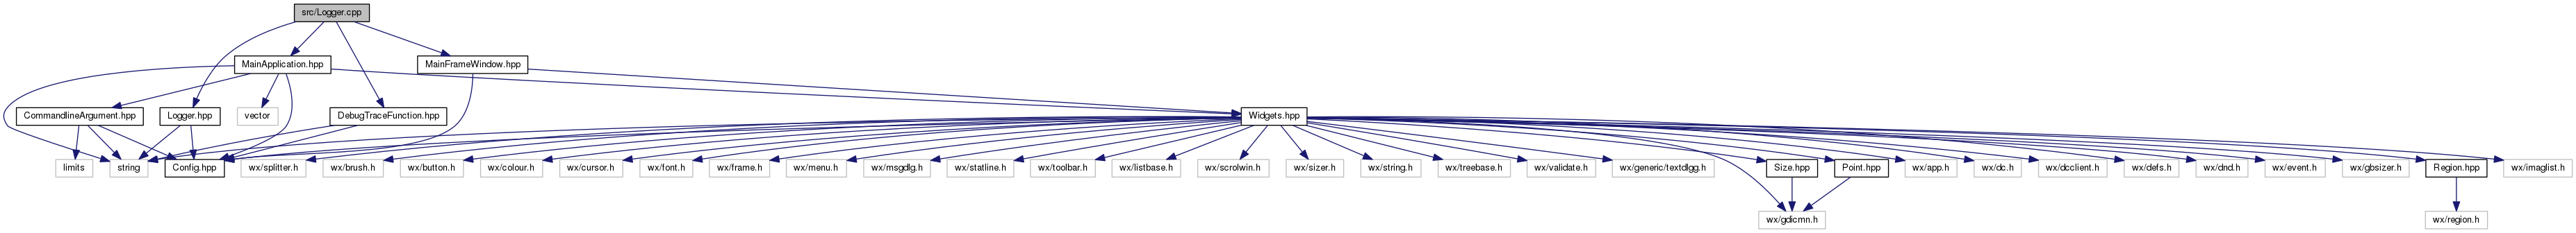 src/Logger.cpp
MainApplication.hpp
MainFrameWindow.hpp
CommandlineArgument.hpp
Logger.hpp
vector
DebugTraceFunction.hpp
Widgets.hpp
limits
string
Config.hpp
wx/splitter.h
wx/brush.h
wx/button.h
wx/colour.h
wx/cursor.h
wx/font.h
wx/frame.h
wx/menu.h
wx/msgdlg.h
wx/statline.h
wx/toolbar.h
wx/listbase.h
wx/scrolwin.h
wx/sizer.h
wx/string.h
wx/treebase.h
wx/validate.h
wx/generic/textdlgg.h
Size.hpp
Point.hpp
wx/app.h
wx/dc.h
wx/dcclient.h
wx/defs.h
wx/dnd.h
wx/event.h
wx/gbsizer.h
Region.hpp
wx/imaglist.h
wx/gdicmn.h
wx/region.h